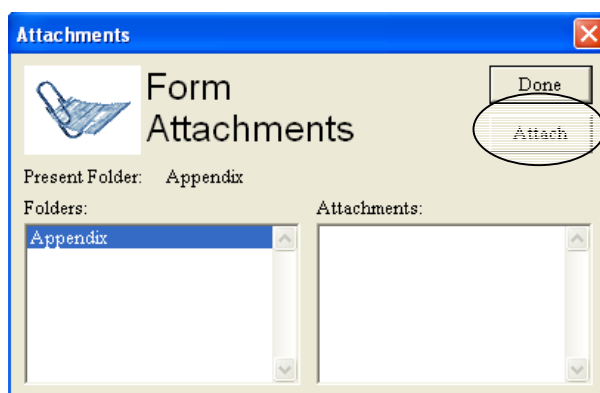 Attachments
Form
Attachments
Done
Attach
Present Folder: Appendix
Folders:
Attachments:
Appendix